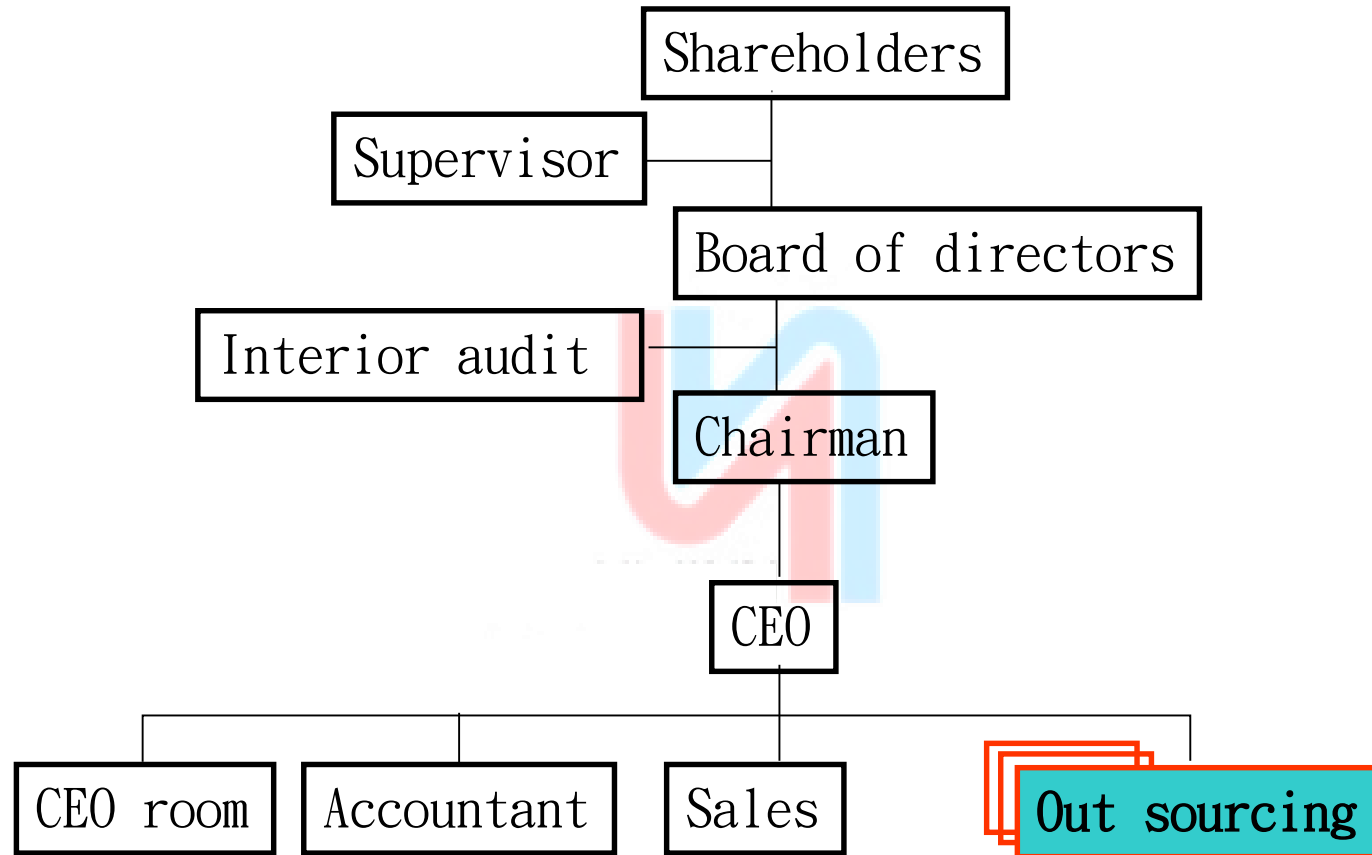 Shareholders
Supervisor
Board of directors
Interior audit
Chairman
CEO
CEO room
Accountant
Sales
Out sourcing